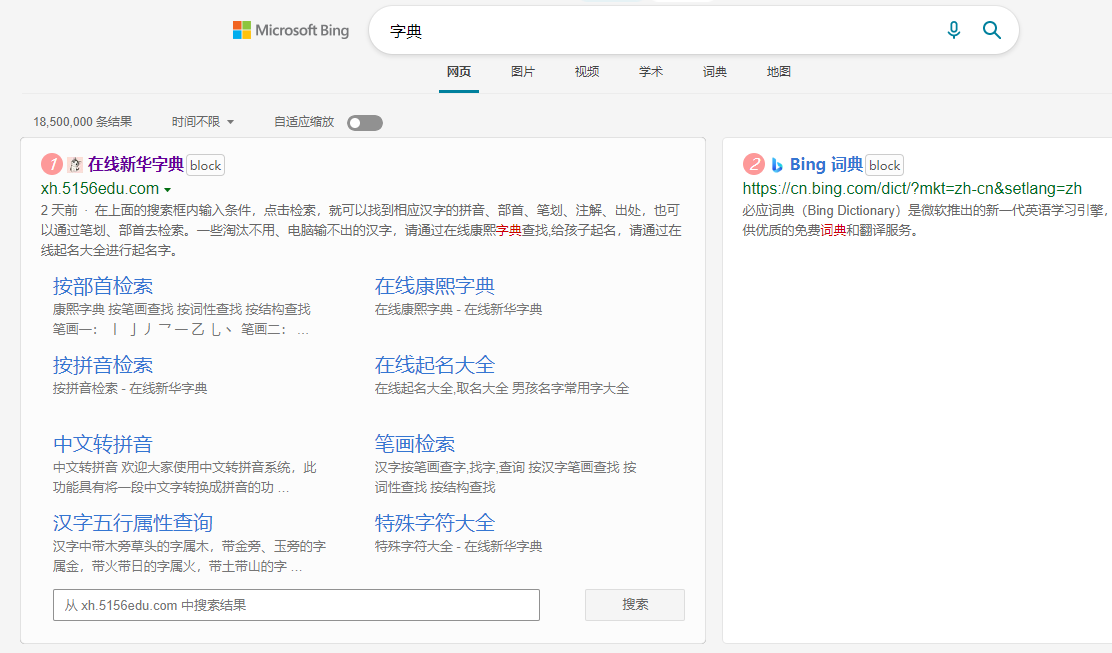 Microsoft Bing
字典
网页 图片 视频 学术 词典 地图
18,500,000 条结果 时间不限 自适应缩放
1 在线新华字典 block
xh.5156edu.com
2 天前 · 在上面的搜索框内输入条件，点击检索，就可以找到相应汉字的拼音、部首、笔划、注解、出处，也可
以通过笔划、部首去检索。一些淘汰不用、电脑输不出的汉字，请通过在线康熙字典查找,给孩子起名，请通过在
线起名大全进行起名字。
按部首检索
康熙字典 按笔画查找 按词性查找 按结构查找
笔画一： 丨 亅 丿 乛 一 乙 乚 丶 笔画二： …
在线康熙字典
在线康熙字典 - 在线新华字典
按拼音检索
按拼音检索 - 在线新华字典
在线起名大全
在线起名大全,取名大全 男孩名字常用字大全
中文转拼音
中文转拼音 欢迎大家使用中文转拼音系统，此
功能具有将一段中文字转换成拼音的功 …
笔画检索
汉字按笔画查字,找字,查询 按汉字笔画查找 按
词性查找 按结构查找
汉字五行属性查询
汉字中带木旁草头的字属木，带金旁、玉旁的字
属金，带火带日的字属火，带土带山的字 …
特殊字符大全
特殊字符大全 - 在线新华字典
从 xh.5156edu.com 中搜索结果 搜索
2 Bing 词典 block
https://cn.bing.com/dict/?mkt=zh-cn&setlang=zh
必应词典（Bing Dictionary）是微软推出的新一代英语学习引擎，
供优质的免费词典和翻译服务。